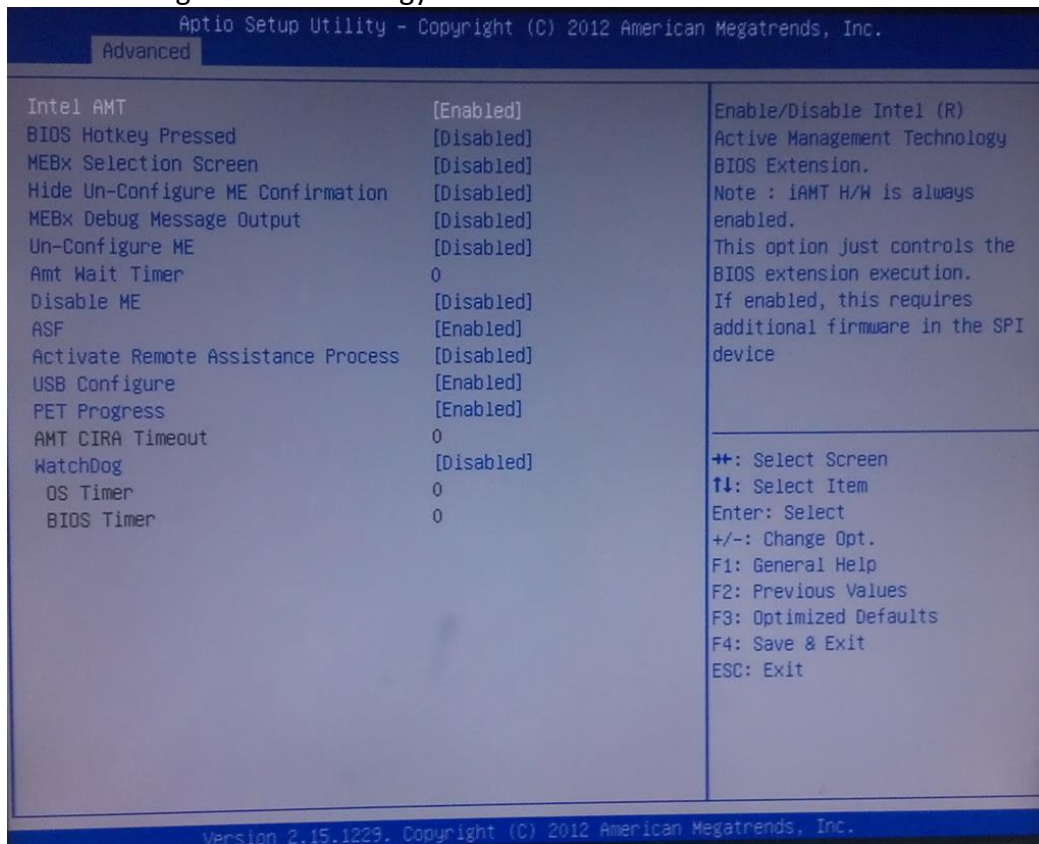 Aptio Setup Utility – Copyright (C) 2012 American Megatrends, Inc.
Advanced
Intel AMT [Enabled]
BIOS Hotkey Pressed [Disabled]
MEBx Selection Screen [Disabled]
Hide Un-Configure ME Confirmation [Disabled]
MEBx Debug Message Output [Disabled]
Un-Configure ME [Disabled]
Amt Wait Timer 0
Disable ME [Disabled]
ASF [Enabled]
Activate Remote Assistance Process [Disabled]
USB Configure [Enabled]
PET Progress [Enabled]
AMT CIRA Timeout 0
WatchDog [Disabled]
OS Timer 0
BIOS Timer 0
Enable/Disable Intel (R)
Active Management Technology
BIOS Extension.
Note : iAMT H/W is always
enabled.
This option just controls the
BIOS extension execution.
If enabled, this requires
additional firmware in the SPI
device
→←: Select Screen
↑↓: Select Item
Enter: Select
+/-: Change Opt.
F1: General Help
F2: Previous Values
F3: Optimized Defaults
F4: Save & Exit
ESC: Exit
Version 2.15.1229. Copyright (C) 2012 American Megatrends, Inc.